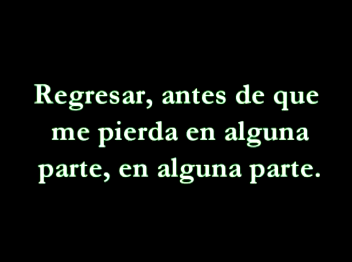 Regresar, antes de que
me pierda en alguna
parte, en alguna parte.